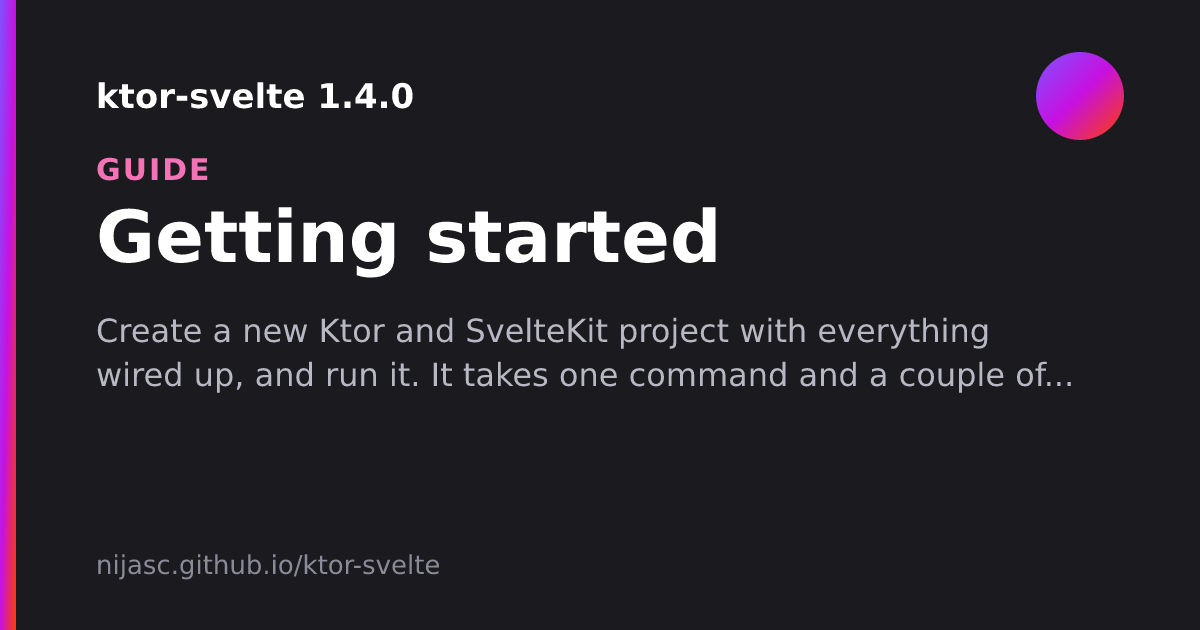 ktor-svelte 1.4.0
GUIDE
Getting started
Create a new Ktor and SvelteKit project with everything
wired up, and run it. It takes one command and a couple of...
nijasc.github.io/ktor-svelte